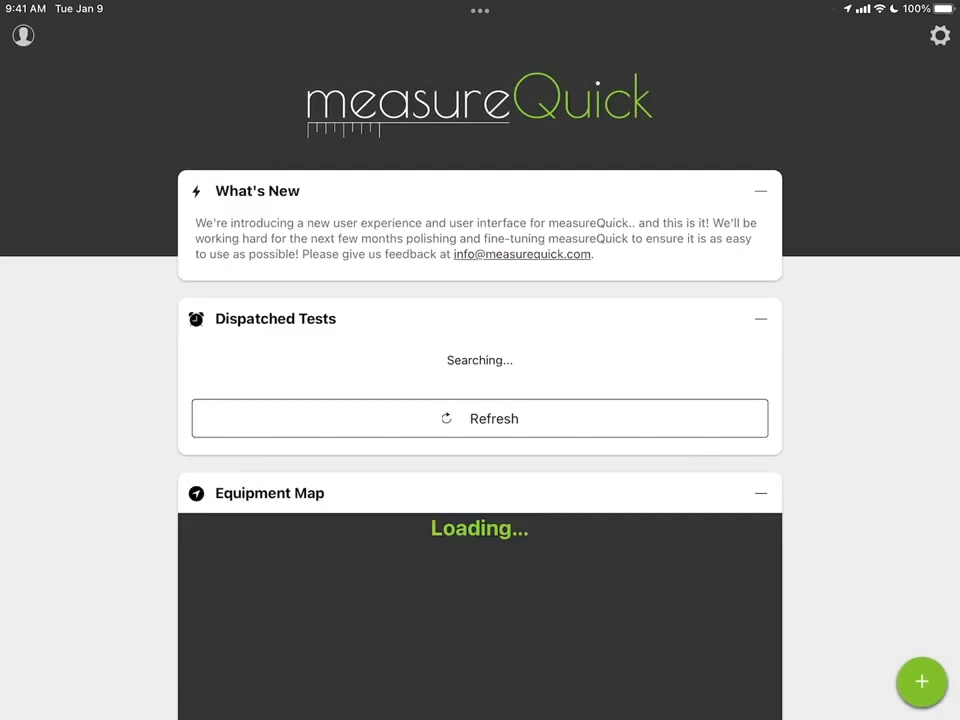 9:41 AM Tue Jan 9
100%
measureQuick
What's New
We're introducing a new user experience and user interface for measureQuick.. and this is it! We'll be
working hard for the next few months polishing and fine-tuning measureQuick to ensure it is as easy
to use as possible! Please give us feedback at info@measurequick.com.
Dispatched Tests
Searching...
Refresh
Equipment Map
Loading...